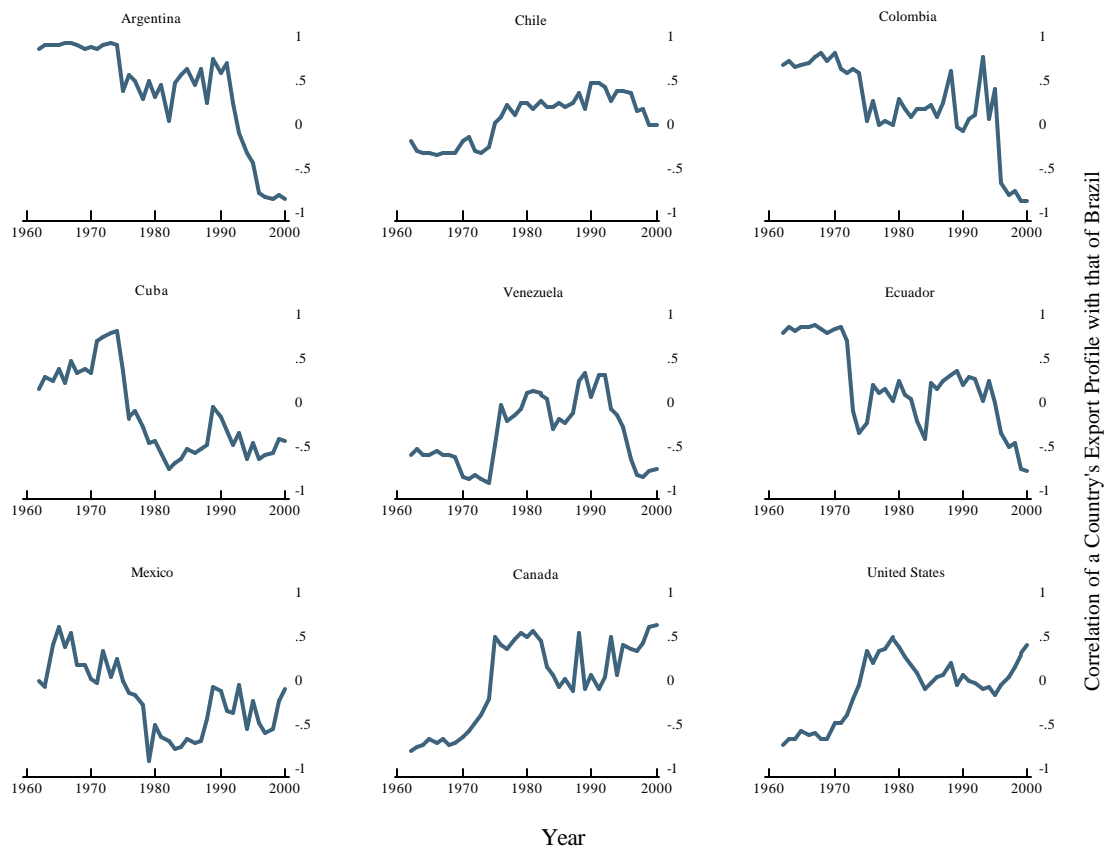 Argentina
Chile
Colombia
1
.5
0
-.5
-1
1
.5
0
-.5
-1
1
.5
0
-.5
-1
1960 1970 1980 1990 2000
1960 1970 1980 1990 2000
1960 1970 1980 1990 2000
Cuba
Venezuela
Ecuador
1
.5
0
-.5
-1
1
.5
0
-.5
-1
1
.5
0
-.5
-1
1960 1970 1980 1990 2000
1960 1970 1980 1990 2000
1960 1970 1980 1990 2000
Mexico
Canada
United States
1
.5
0
-.5
-1
1
.5
0
-.5
-1
1
.5
0
-.5
-1
1960 1970 1980 1990 2000
1960 1970 1980 1990 2000
1960 1970 1980 1990 2000
Year
Correlation of a Country's Export Profile with that of Brazil